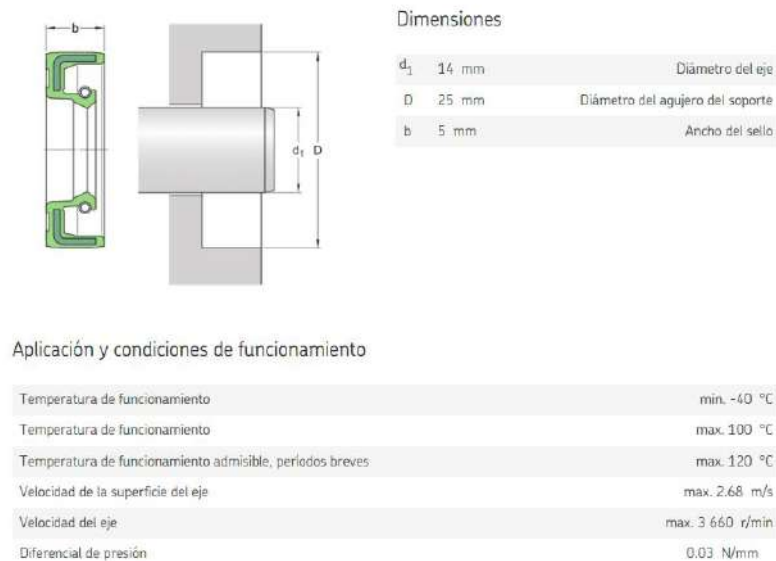 b
d₁ D
Dimensiones
d₁ 14 mm Diámetro del eje
D 25 mm Diámetro del agujero del soporte
b 5 mm Ancho del sello
Aplicación y condiciones de funcionamiento
Temperatura de funcionamiento min. -40 °C
Temperatura de funcionamiento max. 100 °C
Temperatura de funcionamiento admisible, períodos breves max. 120 °C
Velocidad de la superficie del eje max. 2.68 m/s
Velocidad del eje max. 3 660 r/min
Diferencial de presión 0.03 N/mm